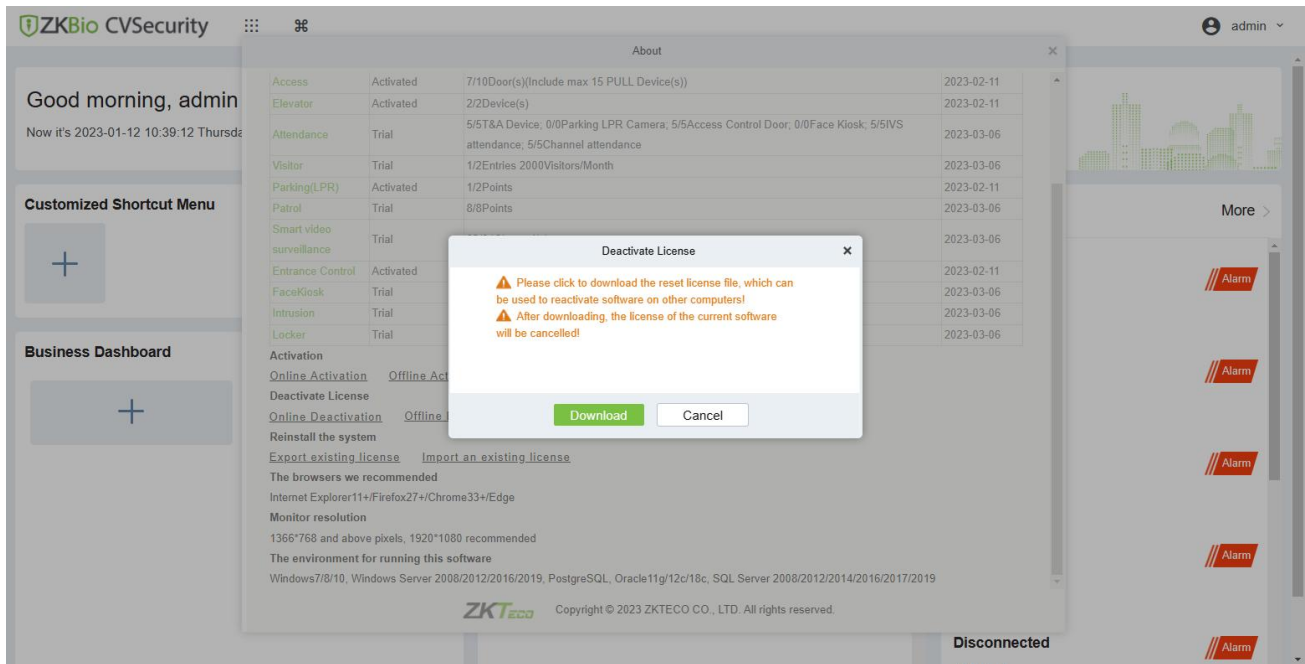 ZKBio CVSecurity
admin
About
Good morning, admin
Now it's 2023-01-12 10:39:12 Thursda
Customized Shortcut Menu
Business Dashboard
Access Activated 7/10Door(s)(Include max 15 PULL Device(s)) 2023-02-11
Elevator Activated 2/2Device(s) 2023-02-11
Attendance Trial 5/5T&A Device; 0/0Parking LPR Camera; 5/5Access Control Door; 0/0Face Kiosk; 5/5IVS
attendance; 5/5Channel attendance 2023-03-06
Visitor Trial 1/2Entries 2000Visitors/Month 2023-03-06
Parking(LPR) Activated 1/2Points 2023-02-11
Patrol Trial 8/8Points 2023-03-06
Smart video
surveillance Trial 2023-03-06
Entrance Control Activated 2023-02-11
FaceKiosk Trial 2023-03-06
Intrusion Trial 2023-03-06
Locker Trial 2023-03-06
Activation
Online Activation Offline Act
Deactivate License
Online Deactivation Offline
Reinstall the system
Export existing license Import an existing license
The browsers we recommended
Internet Explorer11+/Firefox27+/Chrome33+/Edge
Monitor resolution
1366*768 and above pixels, 1920*1080 recommended
The environment for running this software
Windows7/8/10, Windows Server 2008/2012/2016/2019, PostgreSQL, Oracle11g/12c/18c, SQL Server 2008/2012/2014/2016/2017/2019
ZKTECO Copyright © 2023 ZKTECO CO., LTD. All rights reserved.
Deactivate License
Please click to download the reset license file, which can
be used to reactivate software on other computers!
After downloading, the license of the current software
will be cancelled!
Download Cancel
More
Alarm
Alarm
Alarm
Alarm
Disconnected
Alarm